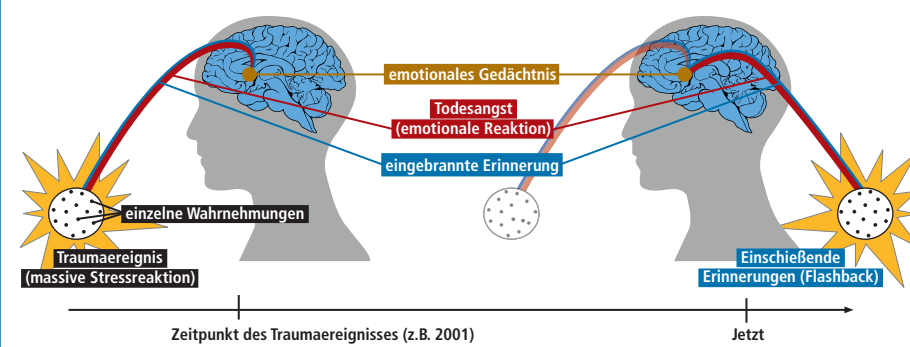 emotionales Gedächtnis
Todesangst
(emotionale Reaktion)
eingebrannte Erinnerung
einzelne Wahrnehmungen
Traumaereignis
(massive Stressreaktion)
Einschießende
Erinnerungen (Flashback)
Zeitpunkt des Traumaereignisses (z.B. 2001)
Jetzt